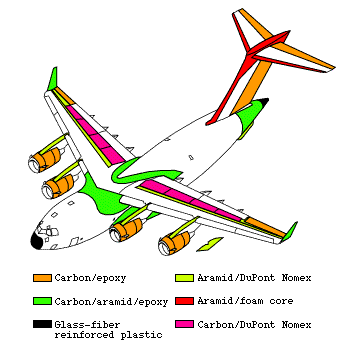 Carbon/epoxy
Aramid/DuPont Nomex
Carbon/aramid/epoxy
Aramid/foam core
Glass-fiber
reinforced plastic
Carbon/DuPont Nomex